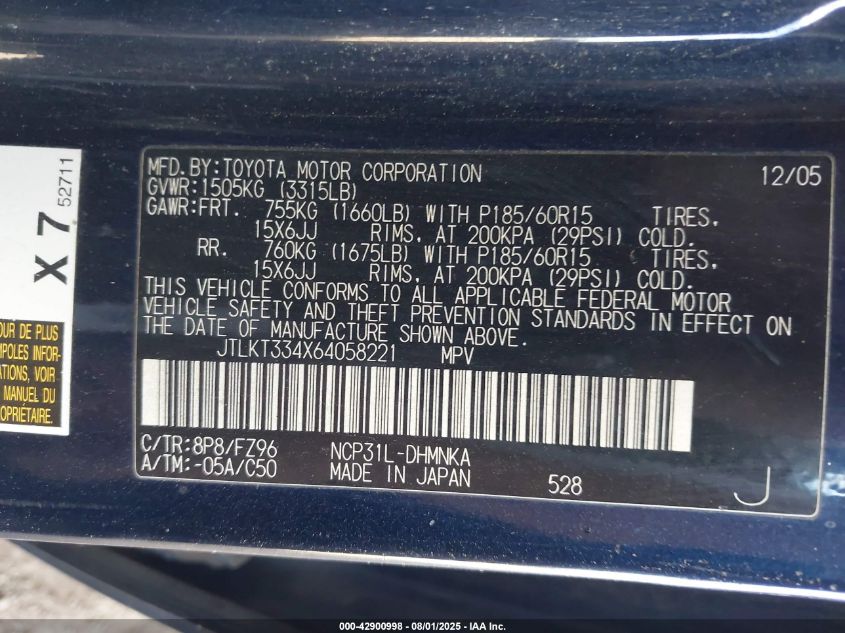 MFD.BY:TOYOTA MOTOR CORPORATION 12/05
GVWR:1505KG (3315LB)
GAWR:FRT. 755KG (1660LB) WITH P185/60R15 TIRES.
15X6JJ RIMS, AT 200KPA (29PSI) COLD.
RR. 760KG (1675LB) WITH P185/60R15 TIRES,
15X6JJ RIMS, AT 200KPA (29PSI) COLD.
THIS VEHICLE CONFORMS TO ALL APPLICABLE FEDERAL MOTOR
VEHICLE SAFETY AND THEFT PREVENTION STANDARDS IN EFFECT ON
THE DATE OF MANUFACTURE SHOWN ABOVE.
JTLKT334X64058221 MPV
C/TR:8P8/FZ96 NCP31L-DHMNKA
A/TM:-05A/C50 MADE IN JAPAN 528 J
X 7
52711
OUR DE PLUS
MPOLES INFOR-
ATIONS, VOIR
MANUEL DU
OPRIÉTAIRE.
000-42900998 - 08/01/2025 - IAA Inc.